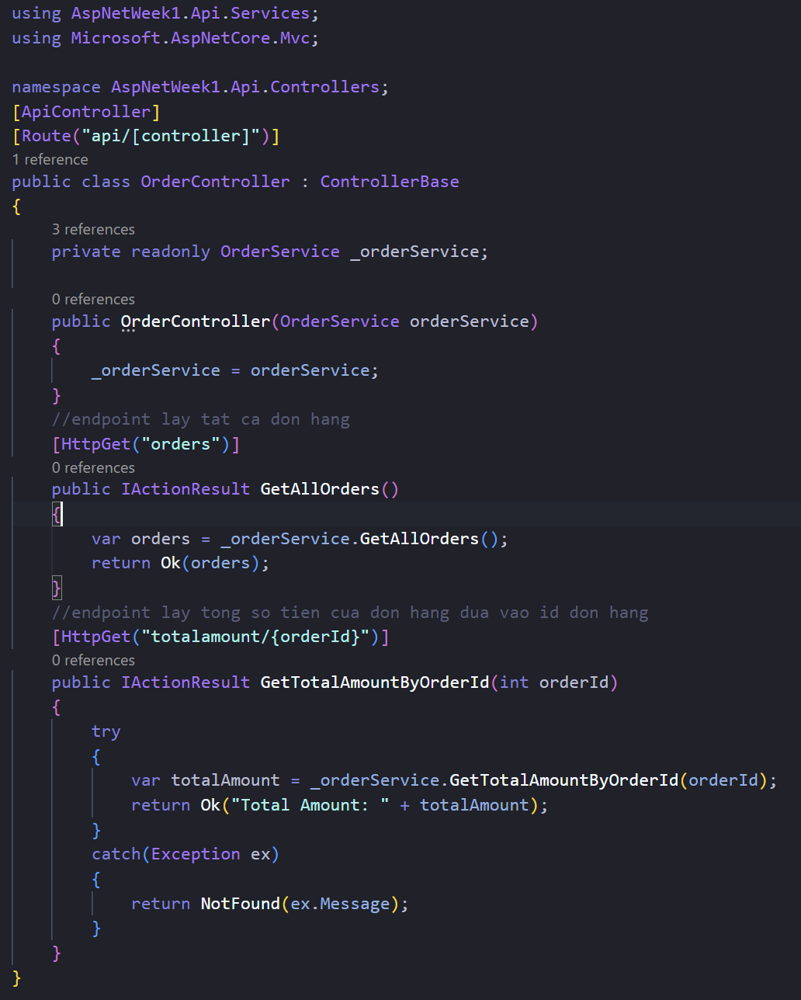 using AspNetWeek1.Api.Services;
using Microsoft.AspNetCore.Mvc;

namespace AspNetWeek1.Api.Controllers;
[ApiController]
[Route("api/[controller]")]
1 reference
public class OrderController : ControllerBase
{
    3 references
    private readonly OrderService _orderService;

    0 references
    public OrderController(OrderService orderService)
    {
        _orderService = orderService;
    }
    //endpoint lay tat ca don hang
    [HttpGet("orders")]
    0 references
    public IActionResult GetAllOrders()
    {
        var orders = _orderService.GetAllOrders();
        return Ok(orders);
    }
    //endpoint lay tong so tien cua don hang dua vao id don hang
    [HttpGet("totalamount/{orderId}")]
    0 references
    public IActionResult GetTotalAmountByOrderId(int orderId)
    {
        try
        {
            var totalAmount = _orderService.GetTotalAmountByOrderId(orderId);
            return Ok("Total Amount: " + totalAmount);
        }
        catch(Exception ex)
        {
            return NotFound(ex.Message);
        }
    }
}